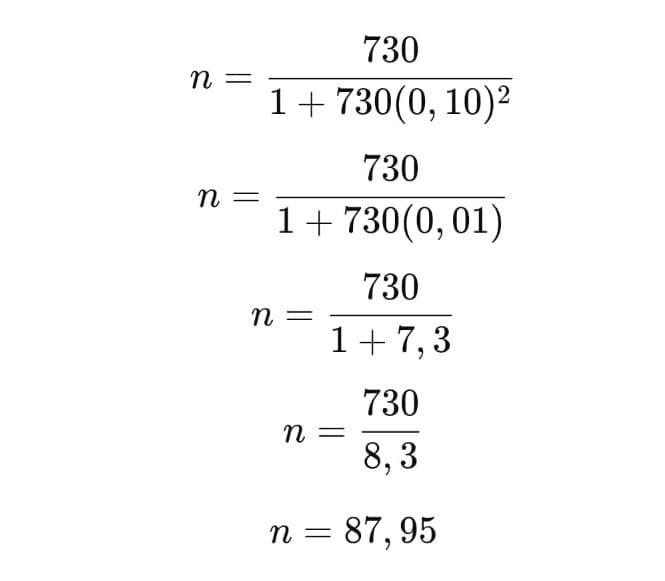 n = 730 / (1 + 730(0, 10)²)
n = 730 / (1 + 730(0, 01))
n = 730 / (1 + 7, 3)
n = 730 / 8, 3
n = 87, 95